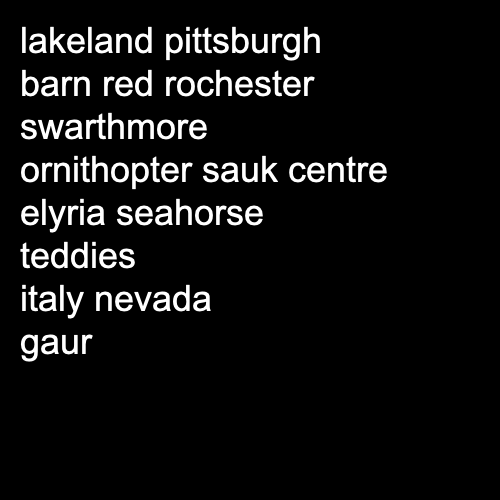 lakeland pittsburgh
barn red rochester
swarthmore
ornithopter sauk centre
elyria seahorse
teddies
italy nevada
gaur